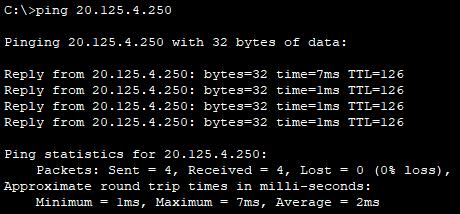 C:\>ping 20.125.4.250
Pinging 20.125.4.250 with 32 bytes of data:
Reply from 20.125.4.250: bytes=32 time=7ms TTL=126
Reply from 20.125.4.250: bytes=32 time=1ms TTL=126
Reply from 20.125.4.250: bytes=32 time=1ms TTL=126
Reply from 20.125.4.250: bytes=32 time=1ms TTL=126
Ping statistics for 20.125.4.250:
    Packets: Sent = 4, Received = 4, Lost = 0 (0% loss),
Approximate round trip times in milli-seconds:
    Minimum = 1ms, Maximum = 7ms, Average = 2ms